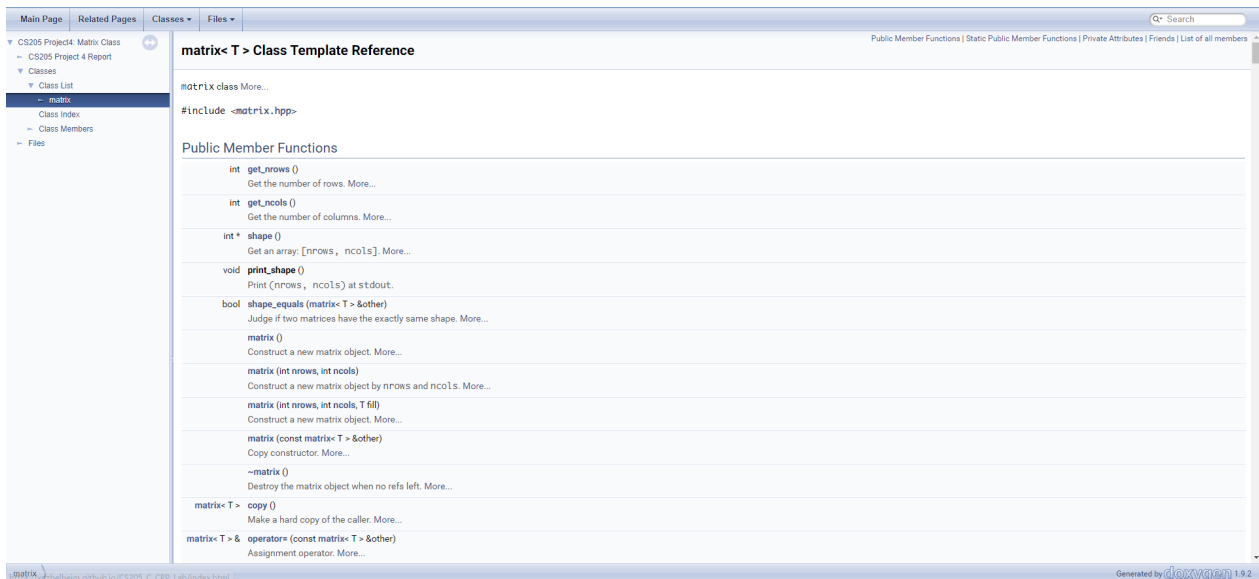 Main Page Related Pages Classes Files Search
CS205 Project4: Matrix Class
CS205 Project 4 Report
Classes
Class List
matrix
Class Index
Class Members
Files
Public Member Functions | Static Public Member Functions | Private Attributes | Friends | List of all members
matrix< T > Class Template Reference
matrix class More...
#include <matrix.hpp>
Public Member Functions
int get_nrows ()
Get the number of rows. More...
int get_ncols ()
Get the number of columns. More...
int * shape ()
Get an array: [nrows, ncols]. More...
void print_shape ()
Print (nrows, ncols) at stdout.
bool shape_equals (matrix< T > &other)
Judge if two matrices have the exactly same shape. More...
matrix ()
Construct a new matrix object. More...
matrix (int nrows, int ncols)
Construct a new matrix object by nrows and ncols. More...
matrix (int nrows, int ncols, T fill)
Construct a new matrix object. More...
matrix (const matrix< T > &other)
Copy constructor. More...
~matrix ()
Destroy the matrix object when no refs left. More...
matrix< T > copy ()
Make a hard copy of the caller. More...
matrix< T > & operator= (const matrix< T > &other)
Assignment operator. More...
matrix
Generated by doxygen 1.9.2